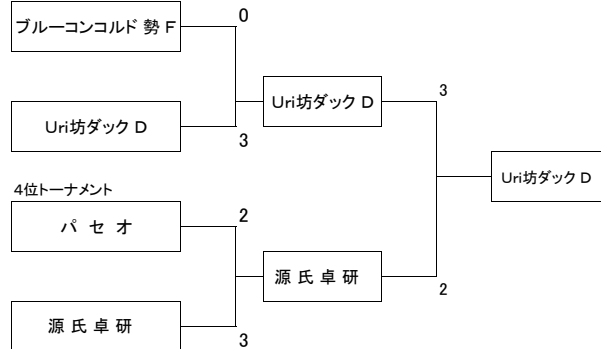 ブルーコンコルド 勢 F
0
Uri坊ダック D
3
Uri坊ダック D
3
Uri坊ダック D
4位トーナメント
パ セ オ
2
源 氏 卓 研
2
源 氏 卓 研
3